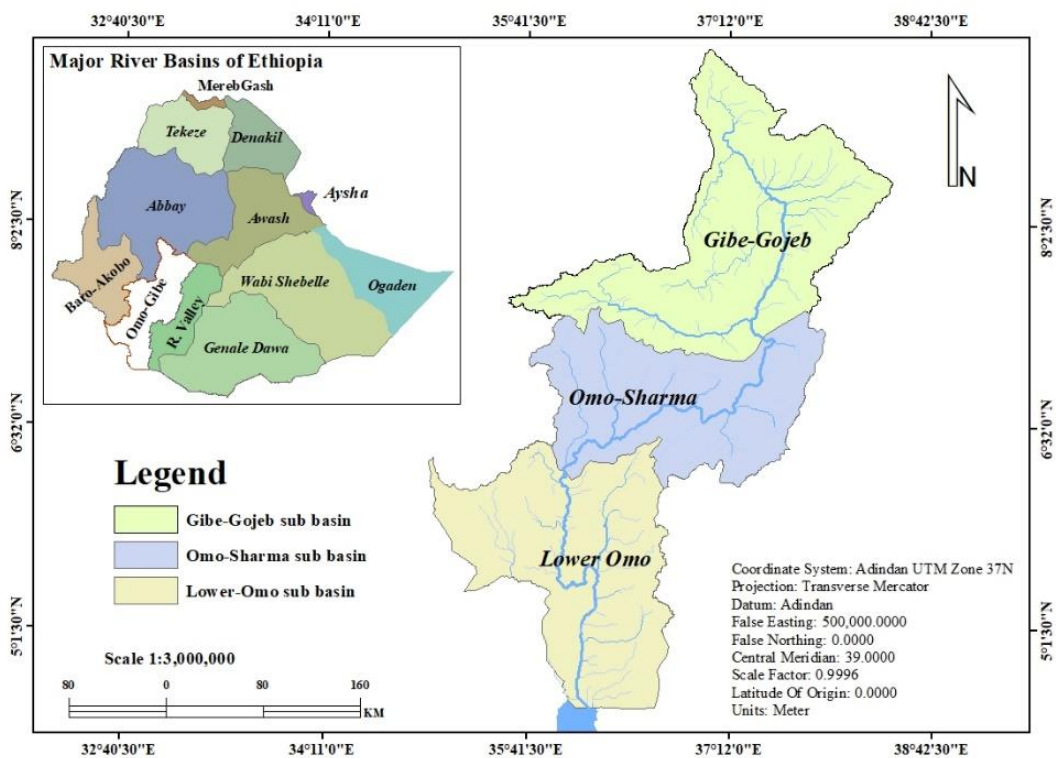 32°40'30"E
34°11'0"E
35°41'30"E
37°12'0"E
38°42'30"E
Major River Basins of Ethiopia
MerebGash
Tekeze
Denakil
Aysha
Abbay
Awash
Baro-Akobo
Omo-Gibe
R. Valley
Wabi Shebelle
Ogaden
Genale Dawa
N
8°2'30"N
8°2'30"N
Gibe-Gojeb
Omo-Sharma
6°32'0"N
6°32'0"N
Lower Omo
Legend
Gibe-Gojeb sub basin
Omo-Sharma sub basin
Lower-Omo sub basin
5°1'30"N
5°1'30"N
Scale 1:3,000,000
80
0
80
160
KM
Coordinate System: Adindan UTM Zone 37N
Projection: Transverse Mercator
Datum: Adindan
False Easting: 500,000.0000
False Northing: 0.0000
Central Meridian: 39.0000
Scale Factor: 0.9996
Latitude Of Origin: 0.0000
Units: Meter
32°40'30"E
34°11'0"E
35°41'30"E
37°12'0"E
38°42'30"E